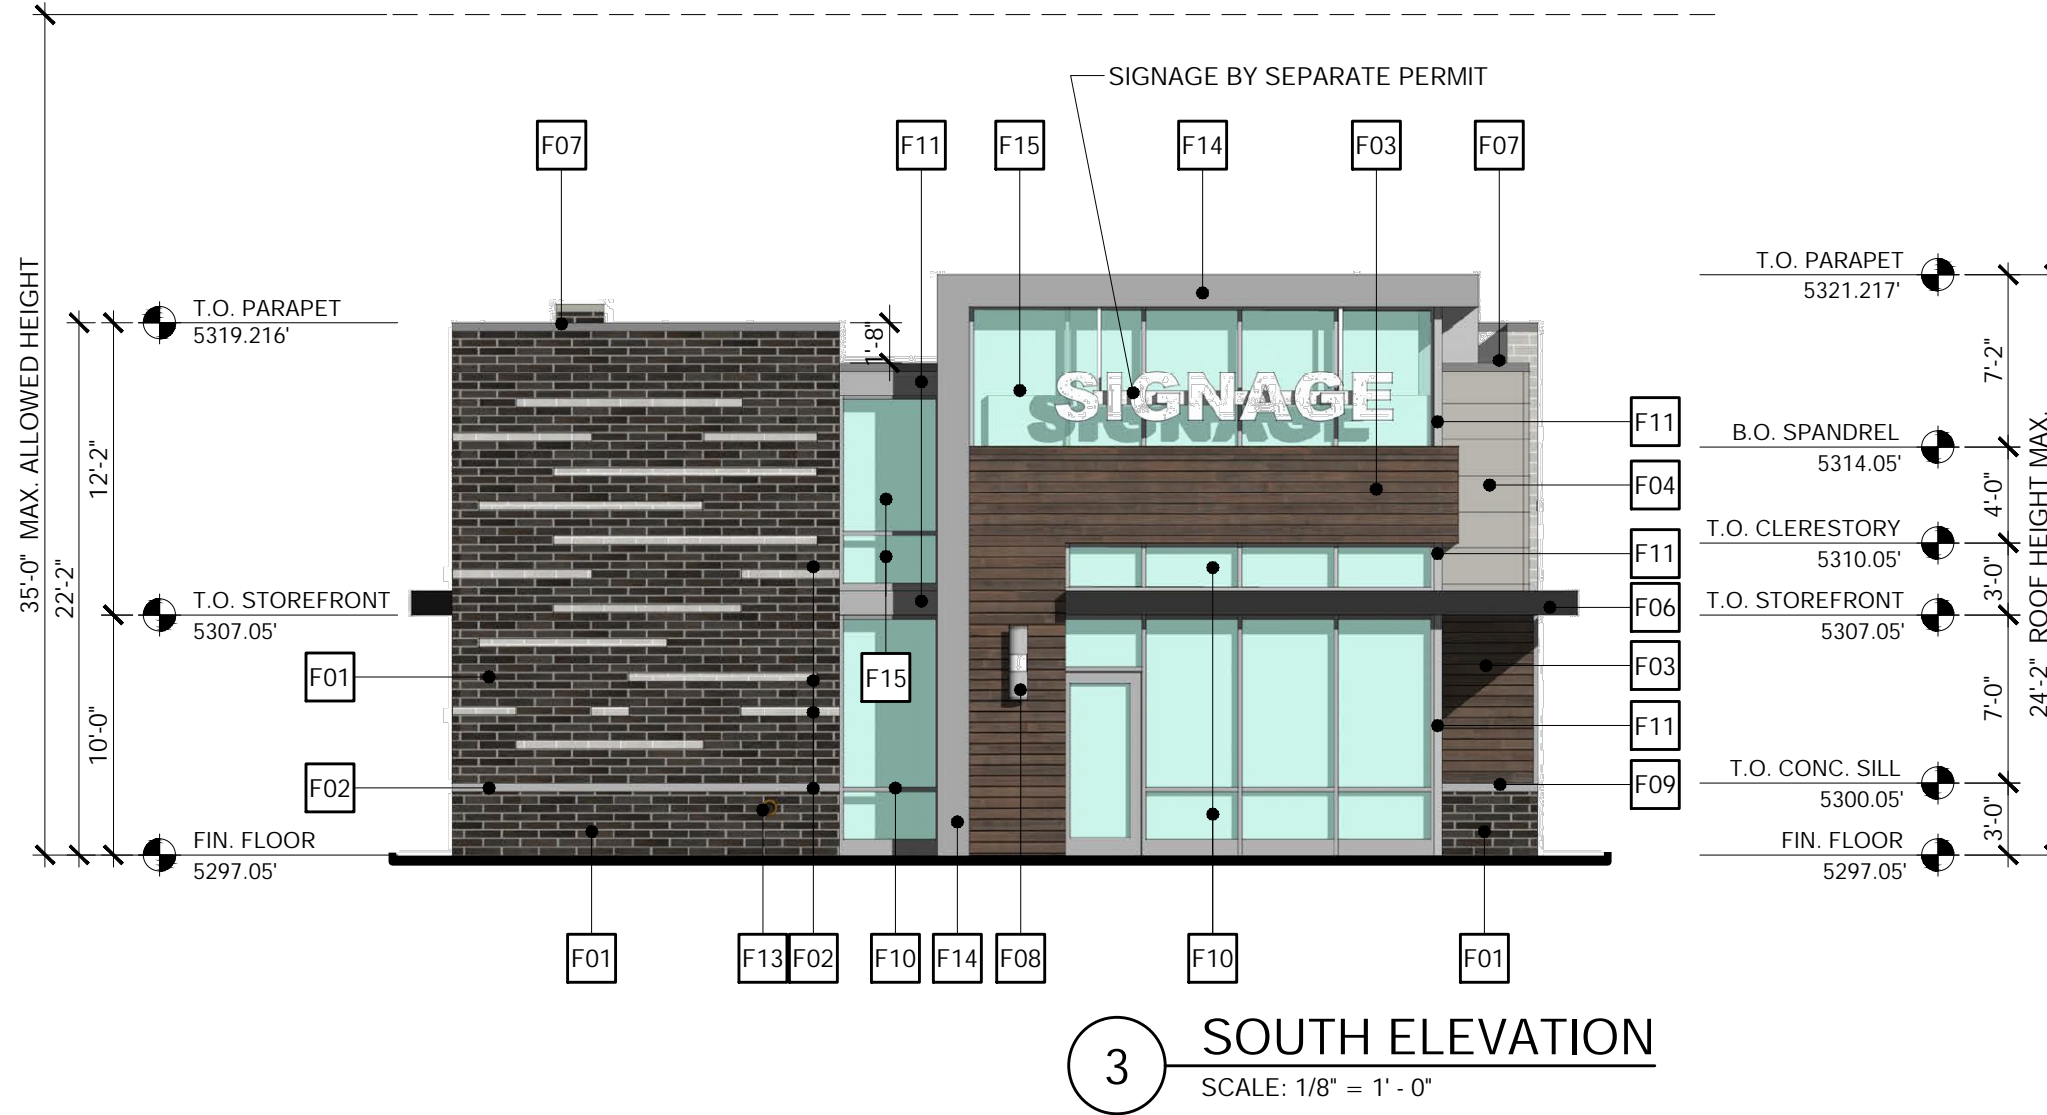 SIGNAGE BY SEPARATE PERMIT
F07
F11
F15
F14
F03
F07
35'-0" MAX. ALLOWED HEIGHT
22'-2"
12'-2"
10'-0"
T.O. PARAPET
5319.216'
T.O. STOREFRONT
5307.05'
FIN. FLOOR
5297.05'
F01
F02
1'-8"
F15
SIGNAGE
F11
F04
F11
F06
F03
F11
F09
T.O. PARAPET
5321.217'
B.O. SPANDREL
5314.05'
T.O. CLERESTORY
5310.05'
T.O. STOREFRONT
5307.05'
T.O. CONC. SILL
5300.05'
FIN. FLOOR
5297.05'
7'-2"
4'-0"
3'-0"
7'-0"
3'-0"
24'-2" ROOF HEIGHT MAX.
F01
F13
F02
F10
F14
F08
F10
F01
3
SOUTH ELEVATION
SCALE: 1/8" = 1' - 0"